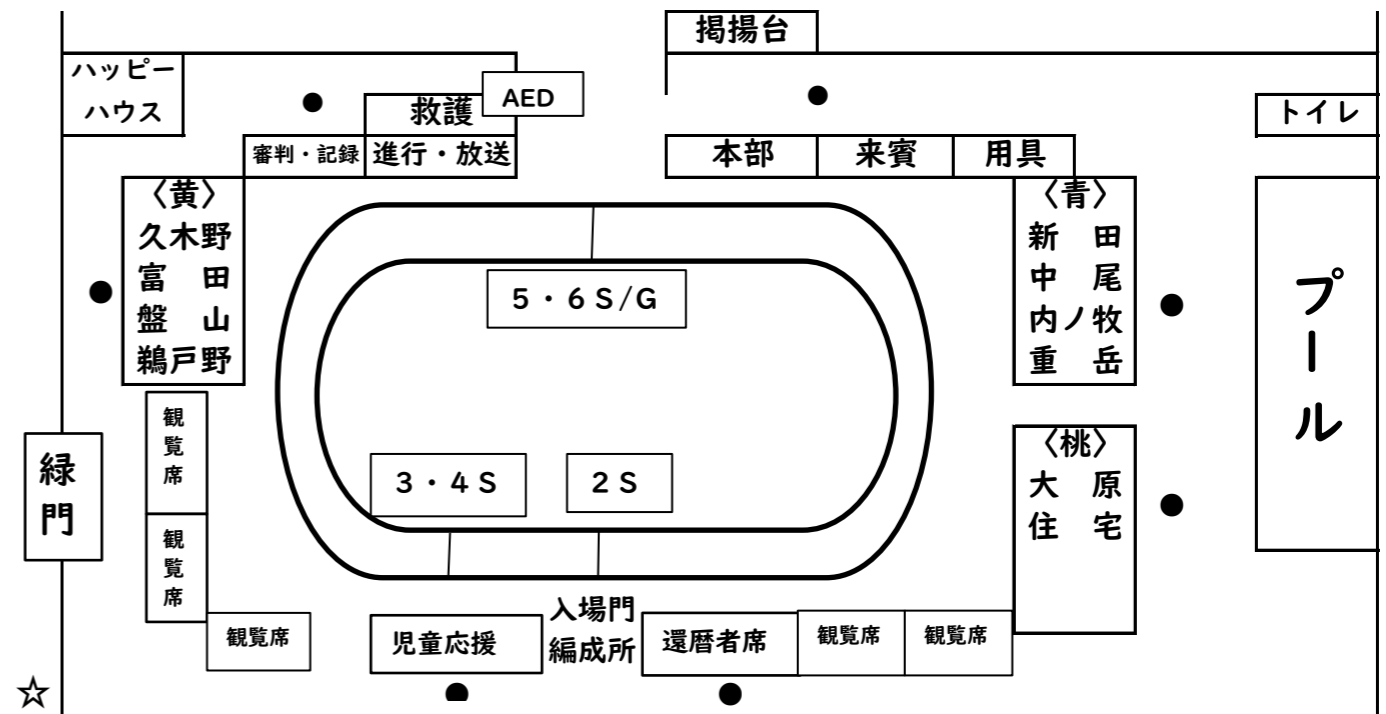 掲揚台
ハッピー
ハウス
救護
AED
トイレ
審判・記録
進行・放送
本部
来賓
用具
〈黄〉
久木野
富　田
盤　山
鵜戸野
〈青〉
新　田
中　尾
内ノ牧
重　岳
プール
5・6 S/G
観覧席
緑門
3・4 S
2 S
〈桃〉
大　原
住　宅
観覧席
観覧席
児童応援
入場門
編成所
還暦者席
観覧席
観覧席